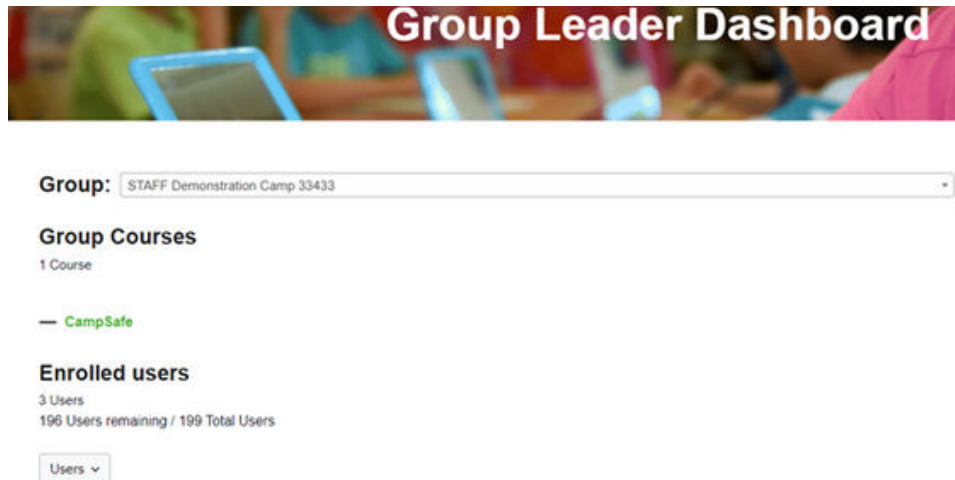 Group Leader Dashboard
Group: STAFF Demonstration Camp 33433
Group Courses
1 Course
— CampSafe
Enrolled users
3 Users
196 Users remaining / 199 Total Users
Users